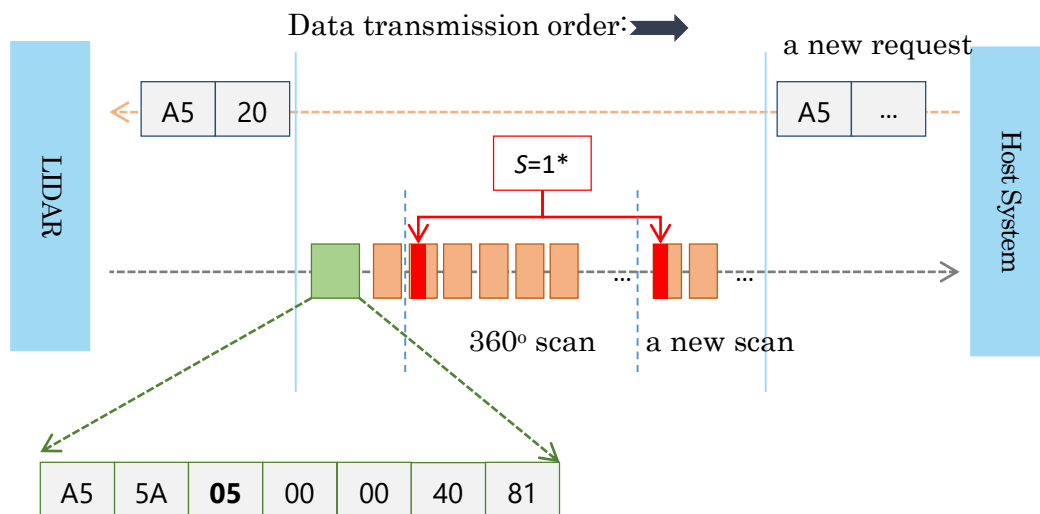 Data transmission order:
a new request
A5 20
A5 ...
LIDAR
Host System
S=1*
... ...
360° scan
a new scan
A5 5A 05 00 00 40 81